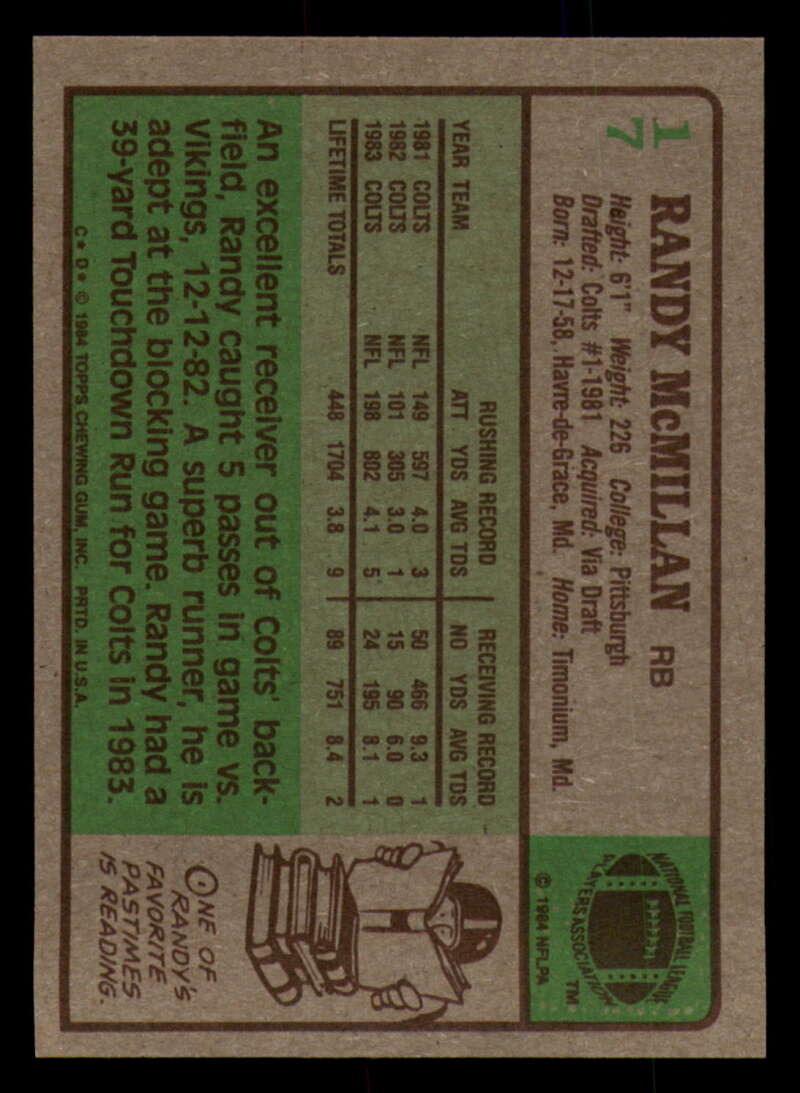 17
RANDY McMILLAN RB
Height: 6'1" Weight: 226 College: Pittsburgh
Drafted: Colts #1-1981 Acquired: Via Draft
Born: 12-17-58, Havre-de-Grace, Md. Home: Timonium, Md.
NATIONAL FOOTBALL LEAGUE
PLAYERS ASSOCIATION
TM
© 1984 NFLPA
RUSHING RECORD RECEIVING RECORD
YEAR TEAM ATT YDS AVG TDS NO YDS AVG TDS
1981 COLTS NFL 149 597 4.0 3 50 466 9.3 1
1982 COLTS NFL 101 305 3.0 1 15 90 6.0 0
1983 COLTS NFL 198 802 4.1 5 24 195 8.1 1
LIFETIME TOTALS 448 1704 3.8 9 89 751 8.4 2
An excellent receiver out of Colts' back-
field, Randy caught 5 passes in game vs.
Vikings, 12-12-82. A superb runner, he is
adept at the blocking game. Randy had a
39-yard Touchdown Run for Colts in 1983.
C* D* © 1984 TOPPS CHEWING GUM, INC. PRTD. IN U.S.A.
ONE OF
RANDY'S
FAVORITE
PASTIMES
IS READING.